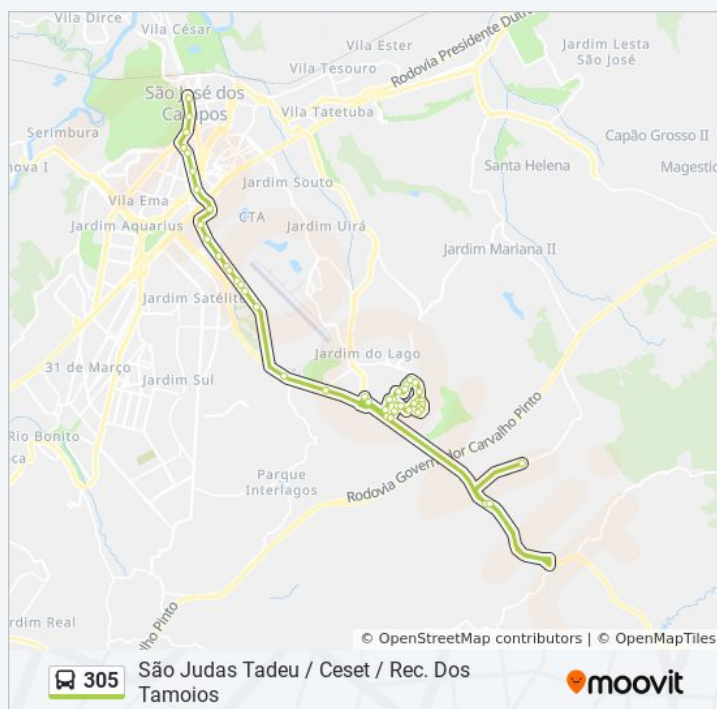 Vila Dirce
Vila César
Vila Ester
Rodovia Presidente Dutra
Jardim Lesta
São José
Vila Tesouro
São José dos
Campos
Vila Tatetuba
Serimbura
Capão Grosso II
nova I
Santa Helena
Magestic
Jardim Souto
Vila Ema
CTA
Jardim Aquarius
Jardim Uirá
Jardim Mariana II
Jardim Satélite
Jardim do Lago
31 de Março
Jardim Sul
Rio Bonito
Rodovia Governador Carvalho Pinto
Parque
Interlagos
ardim Real
lho Pinto
© OpenStreetMap contributors | © OpenMapTiles
305
São Judas Tadeu / Ceset / Rec. Dos
Tamoios
moovit